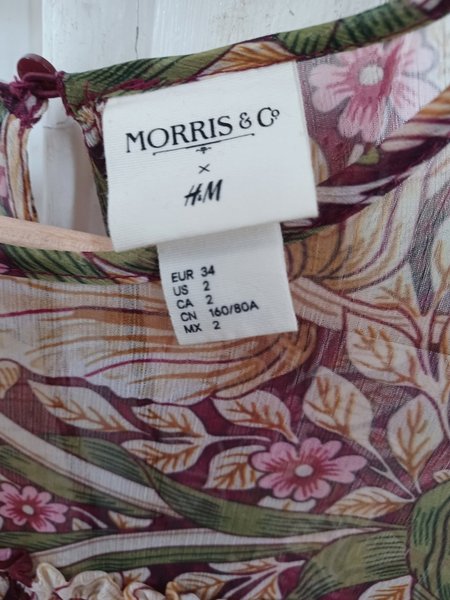 MORRIS & Co
×
H&M
EUR 34
US 2
CA 2
CN 160/80A
MX 2